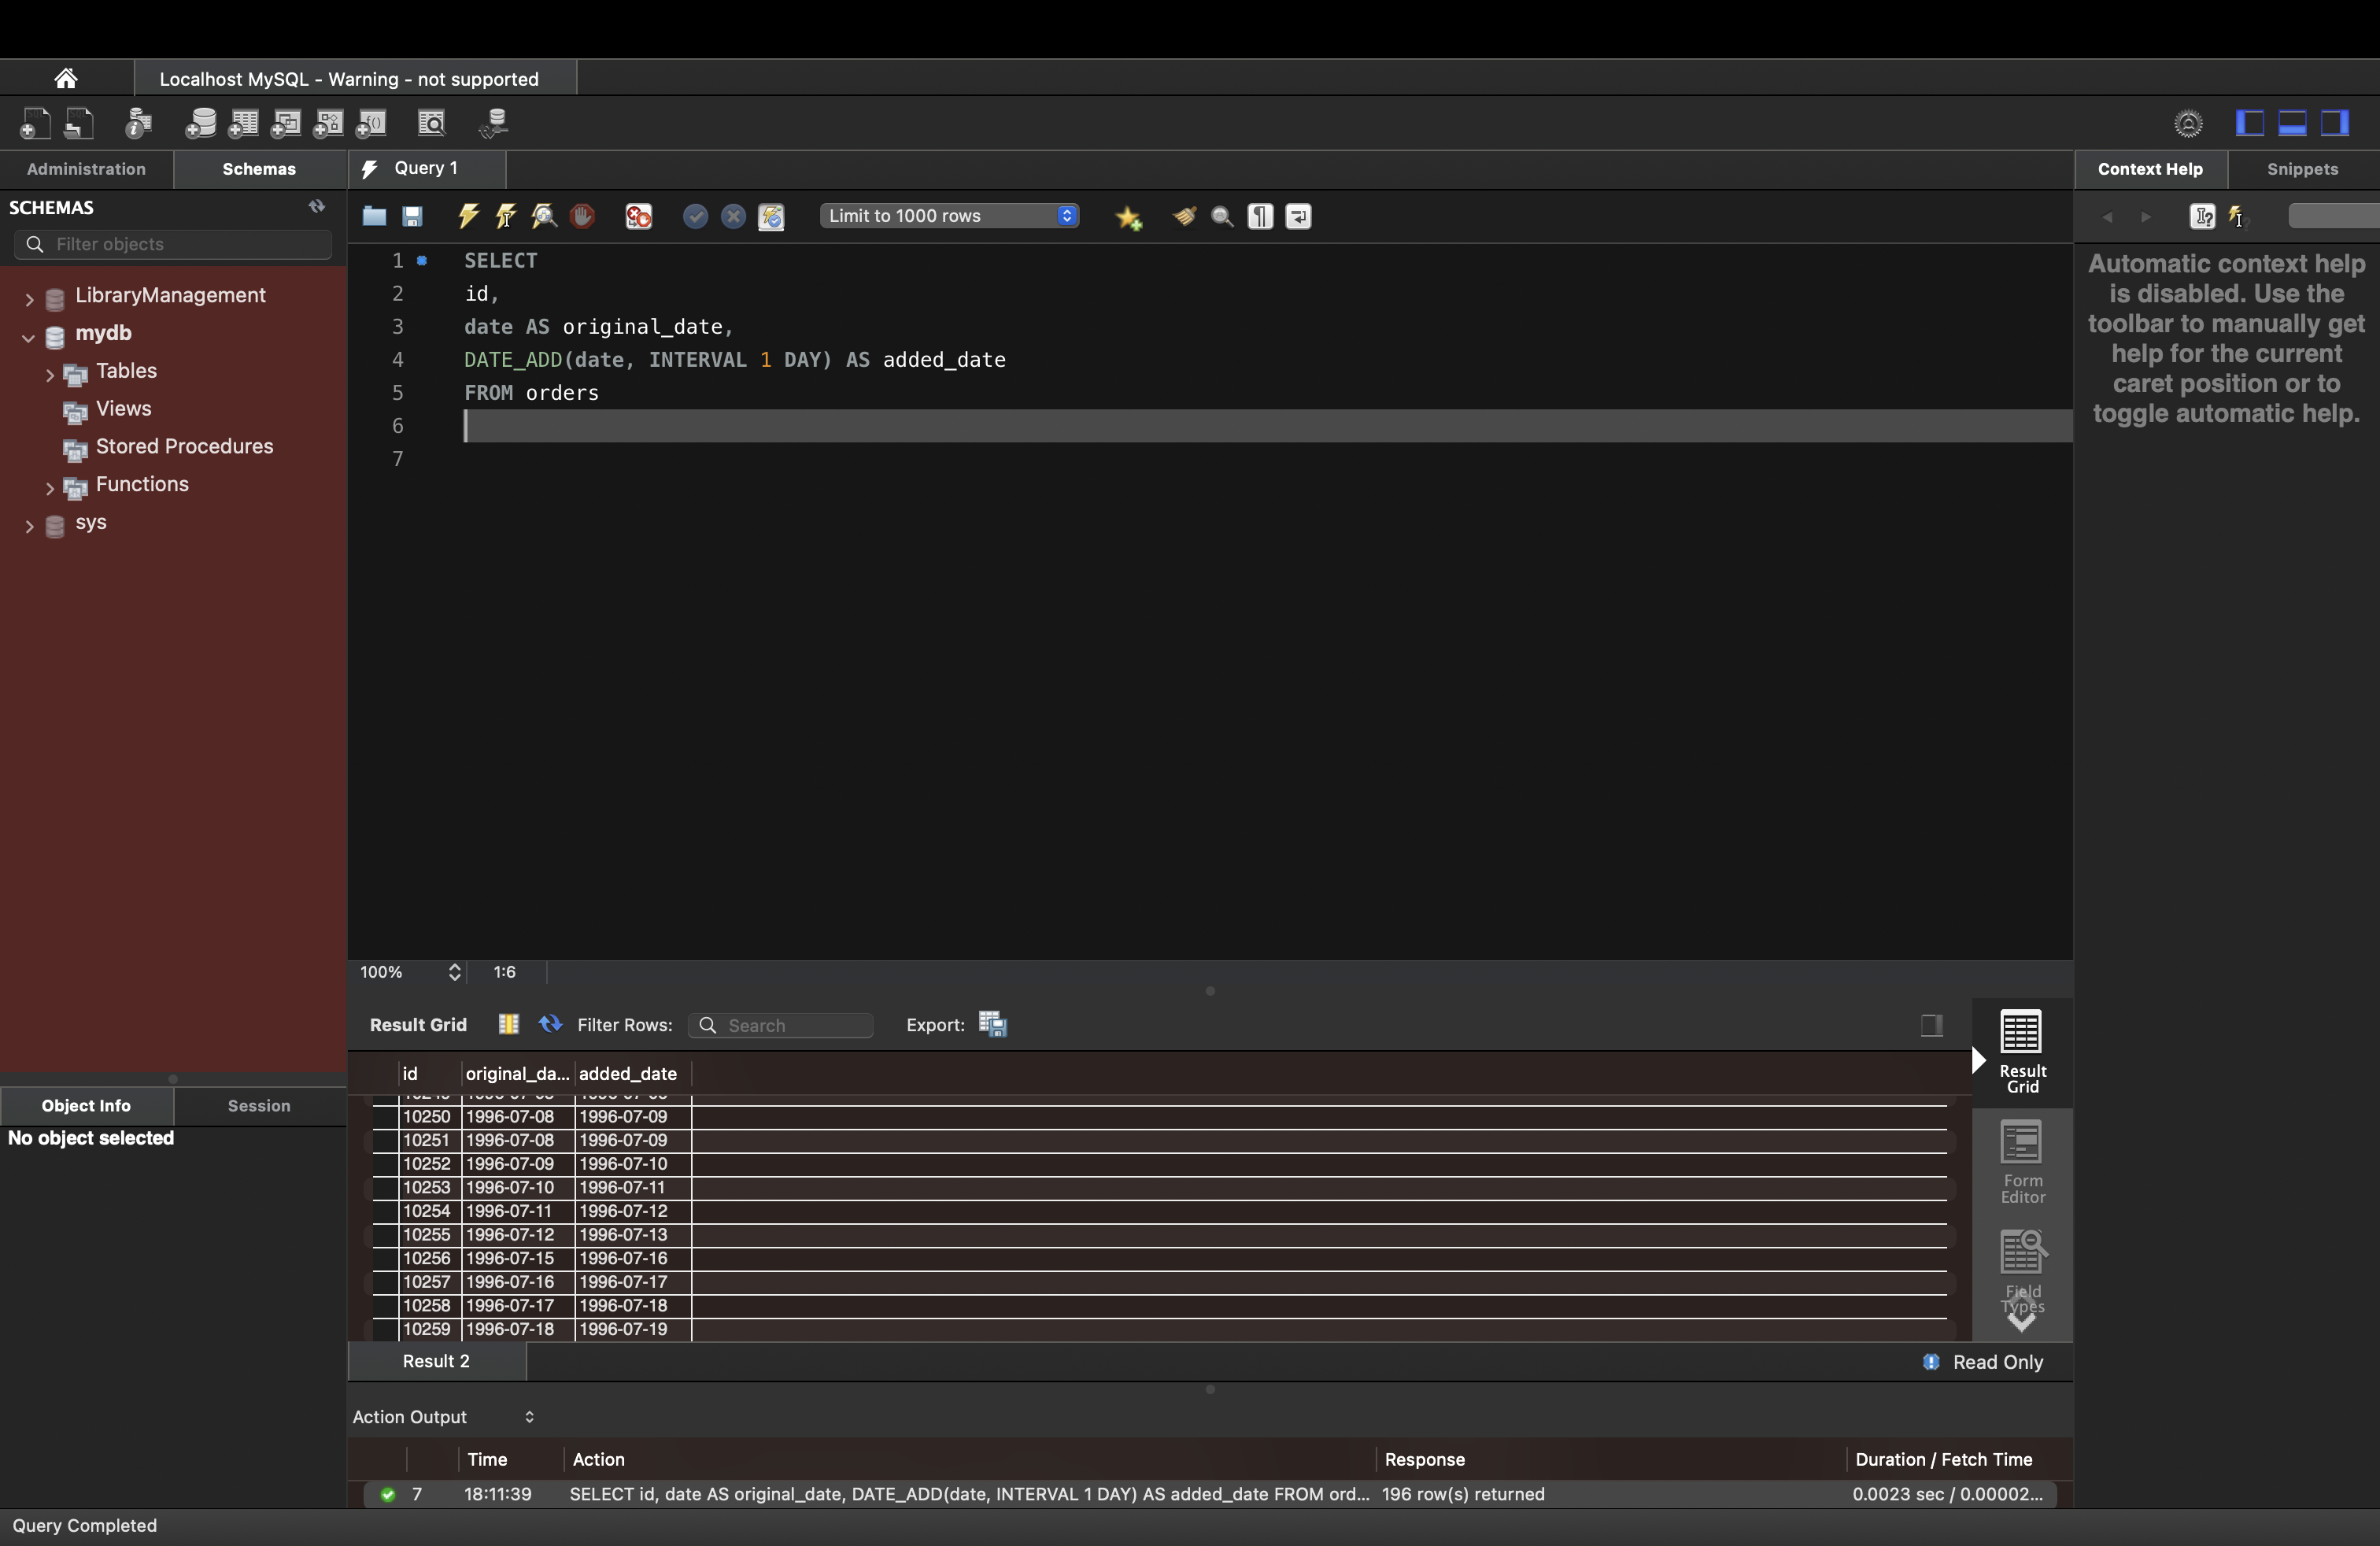 Localhost MySQL - Warning - not supported
Administration
Schemas
Query 1
Context Help
Snippets
SCHEMAS
Filter objects
Limit to 1000 rows
LibraryManagement
mydb
Tables
Views
Stored Procedures
Functions
sys
1 SELECT
2 id,
3 date AS original_date,
4 DATE_ADD(date, INTERVAL 1 DAY) AS added_date
5 FROM orders
6
7
Automatic context help
is disabled. Use the
toolbar to manually get
help for the current
caret position or to
toggle automatic help.
100% 1:6
Result Grid Filter Rows: Search Export:
id original_da... added_date
10250 1996-07-08 1996-07-09
10251 1996-07-08 1996-07-09
10252 1996-07-09 1996-07-10
10253 1996-07-10 1996-07-11
10254 1996-07-11 1996-07-12
10255 1996-07-12 1996-07-13
10256 1996-07-15 1996-07-16
10257 1996-07-16 1996-07-17
10258 1996-07-17 1996-07-18
10259 1996-07-18 1996-07-19
Result
Grid
Form
Editor
Field
Types
Object Info
Session
No object selected
Result 2
Read Only
Action Output
Time Action Response Duration / Fetch Time
7 18:11:39 SELECT id, date AS original_date, DATE_ADD(date, INTERVAL 1 DAY) AS added_date FROM ord... 196 row(s) returned 0.0023 sec / 0.00002...
Query Completed